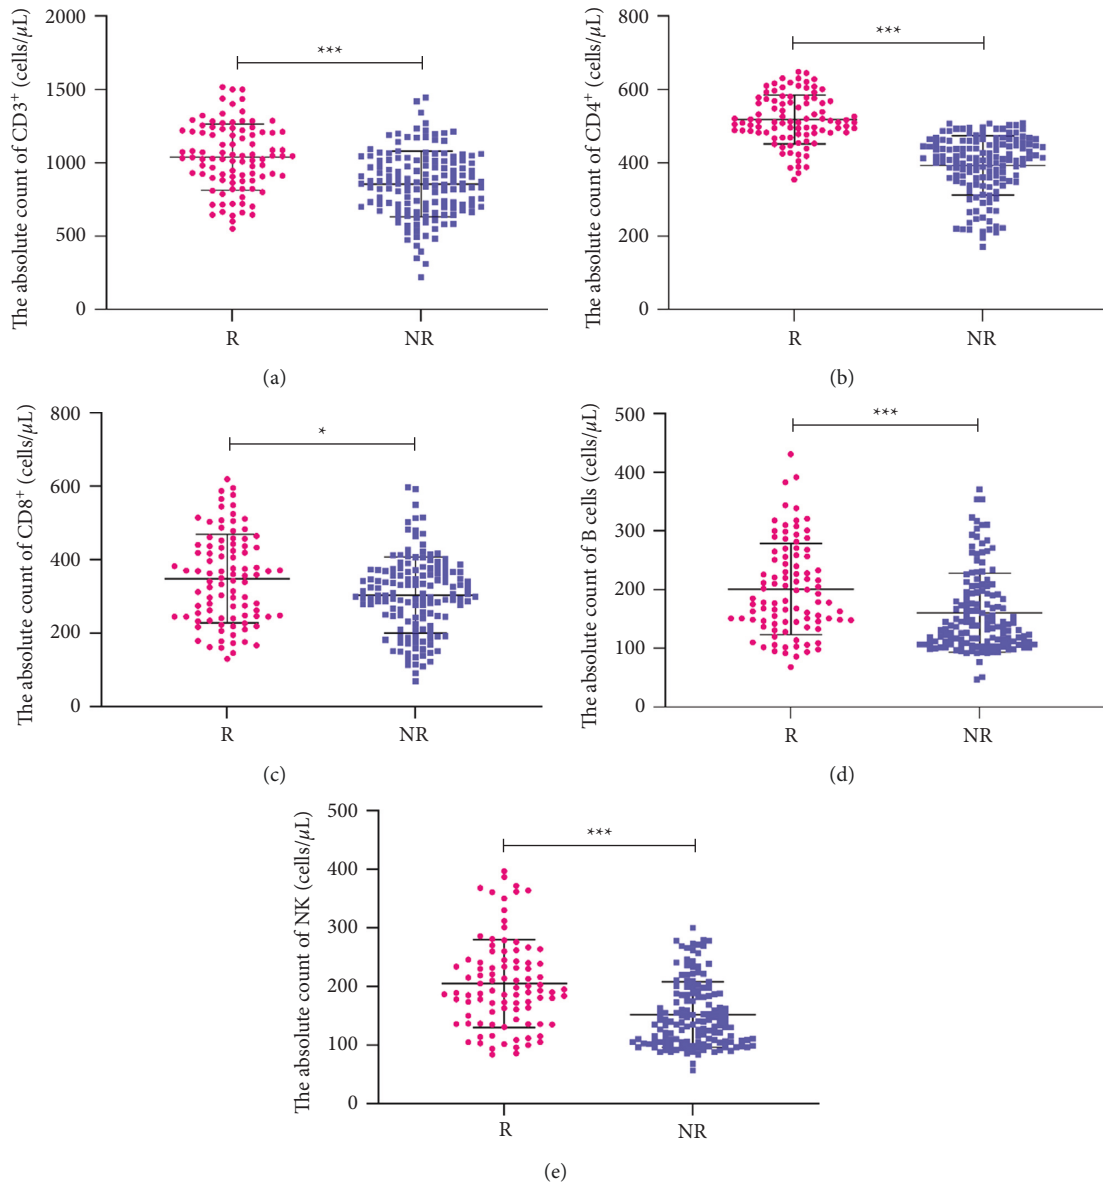 The absolute count of CD3⁺ (cells/μL)
2000
1500
1000
500
0
***
R
NR
(a)
The absolute count of CD4⁺ (cells/μL)
800
600
400
200
0
***
R
NR
(b)
The absolute count of CD8⁺ (cells/μL)
800
600
400
200
0
*
R
NR
(c)
The absolute count of B cells (cells/μL)
500
400
300
200
100
0
***
R
NR
(d)
The absolute count of NK (cells/μL)
500
400
300
200
100
0
***
R
NR
(e)